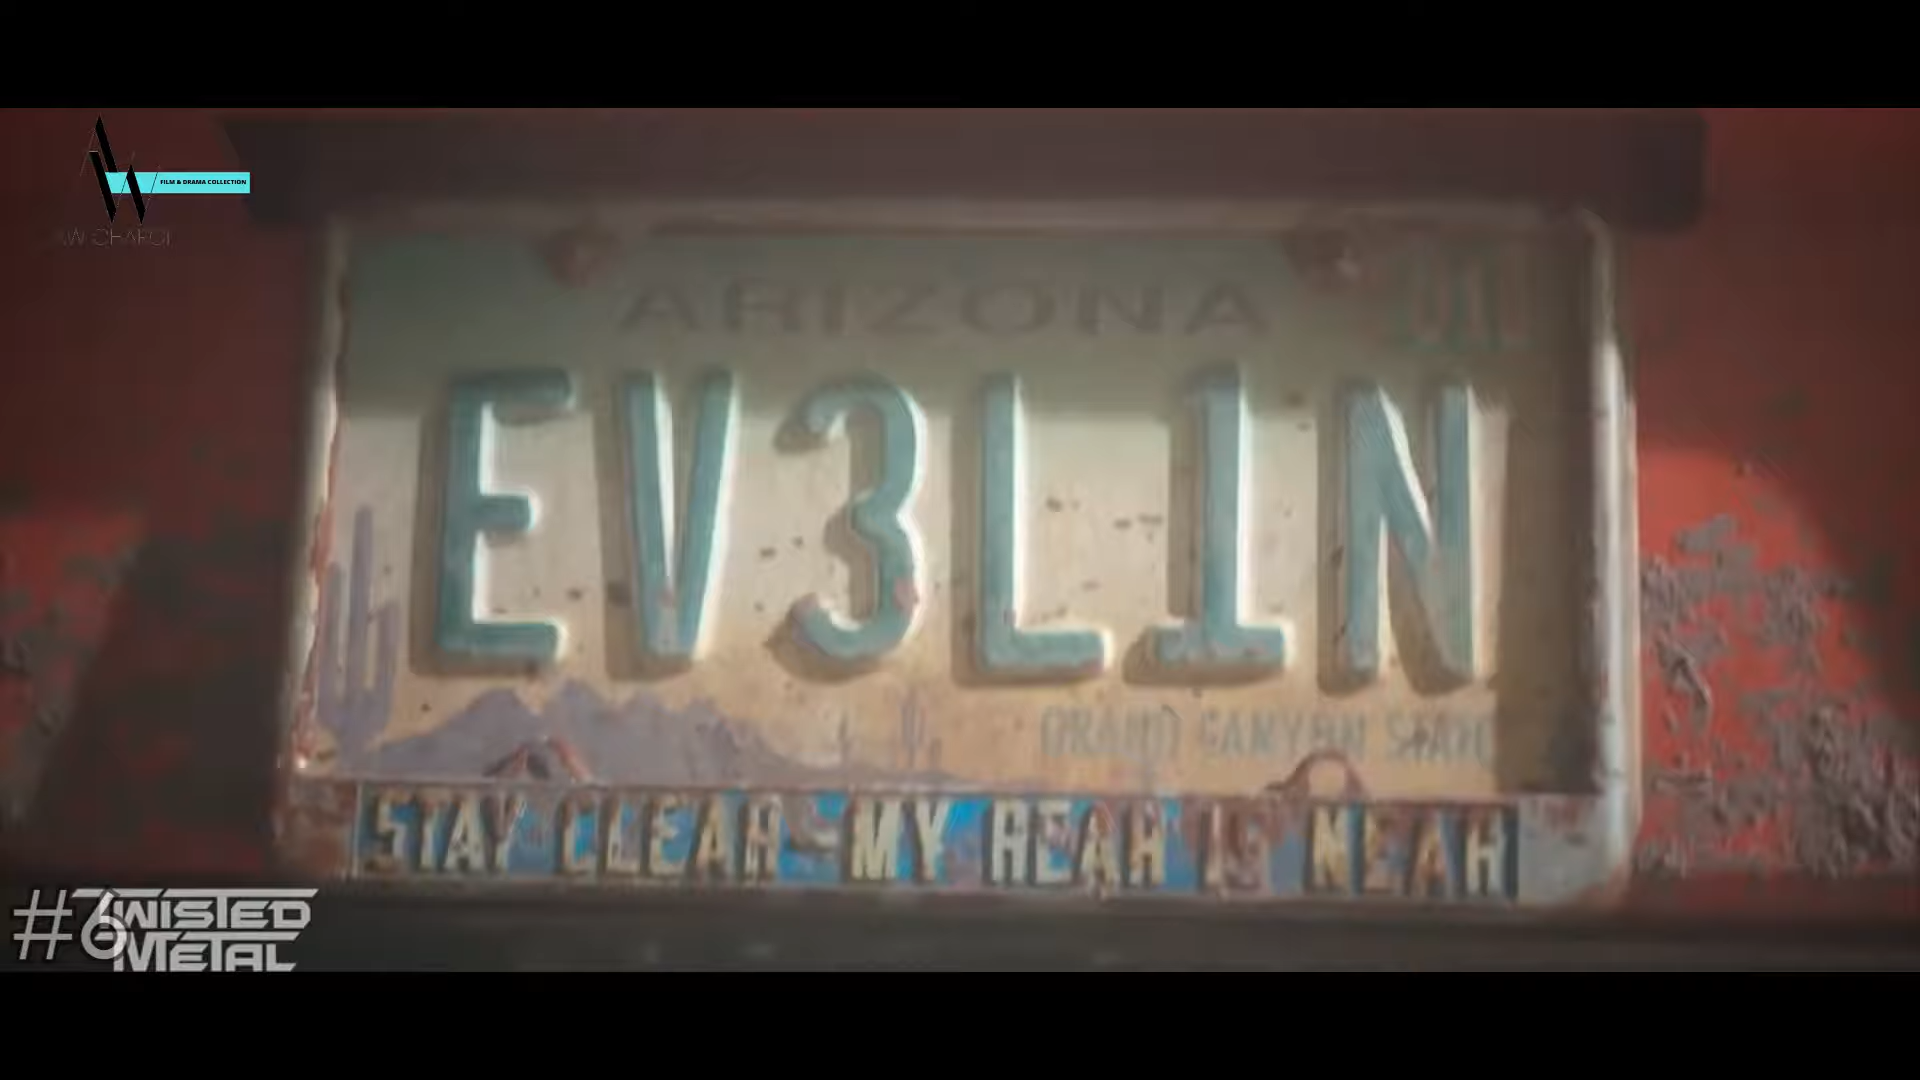 FILM & DRAMA COLLECTION
ARIZONA
EV3L1N
GRAND CANYON STATE
STAY CLEAR MY REAR IS NEAR
#6
TWISTED
METAL